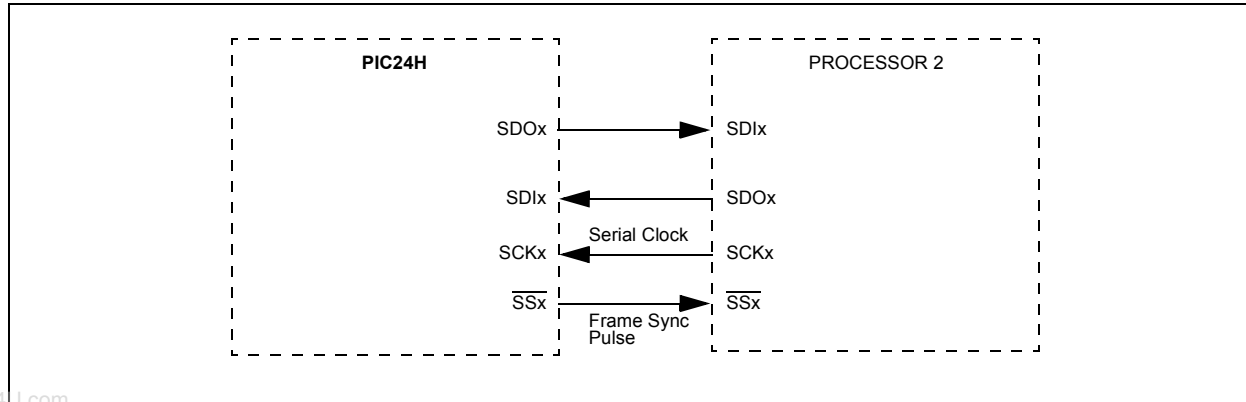 PIC24H
PROCESSOR 2
SDOx
SDIx
SDIx
SDOx
Serial Clock
SCKx
SCKx
SSx
SSx
Frame Sync
Pulse